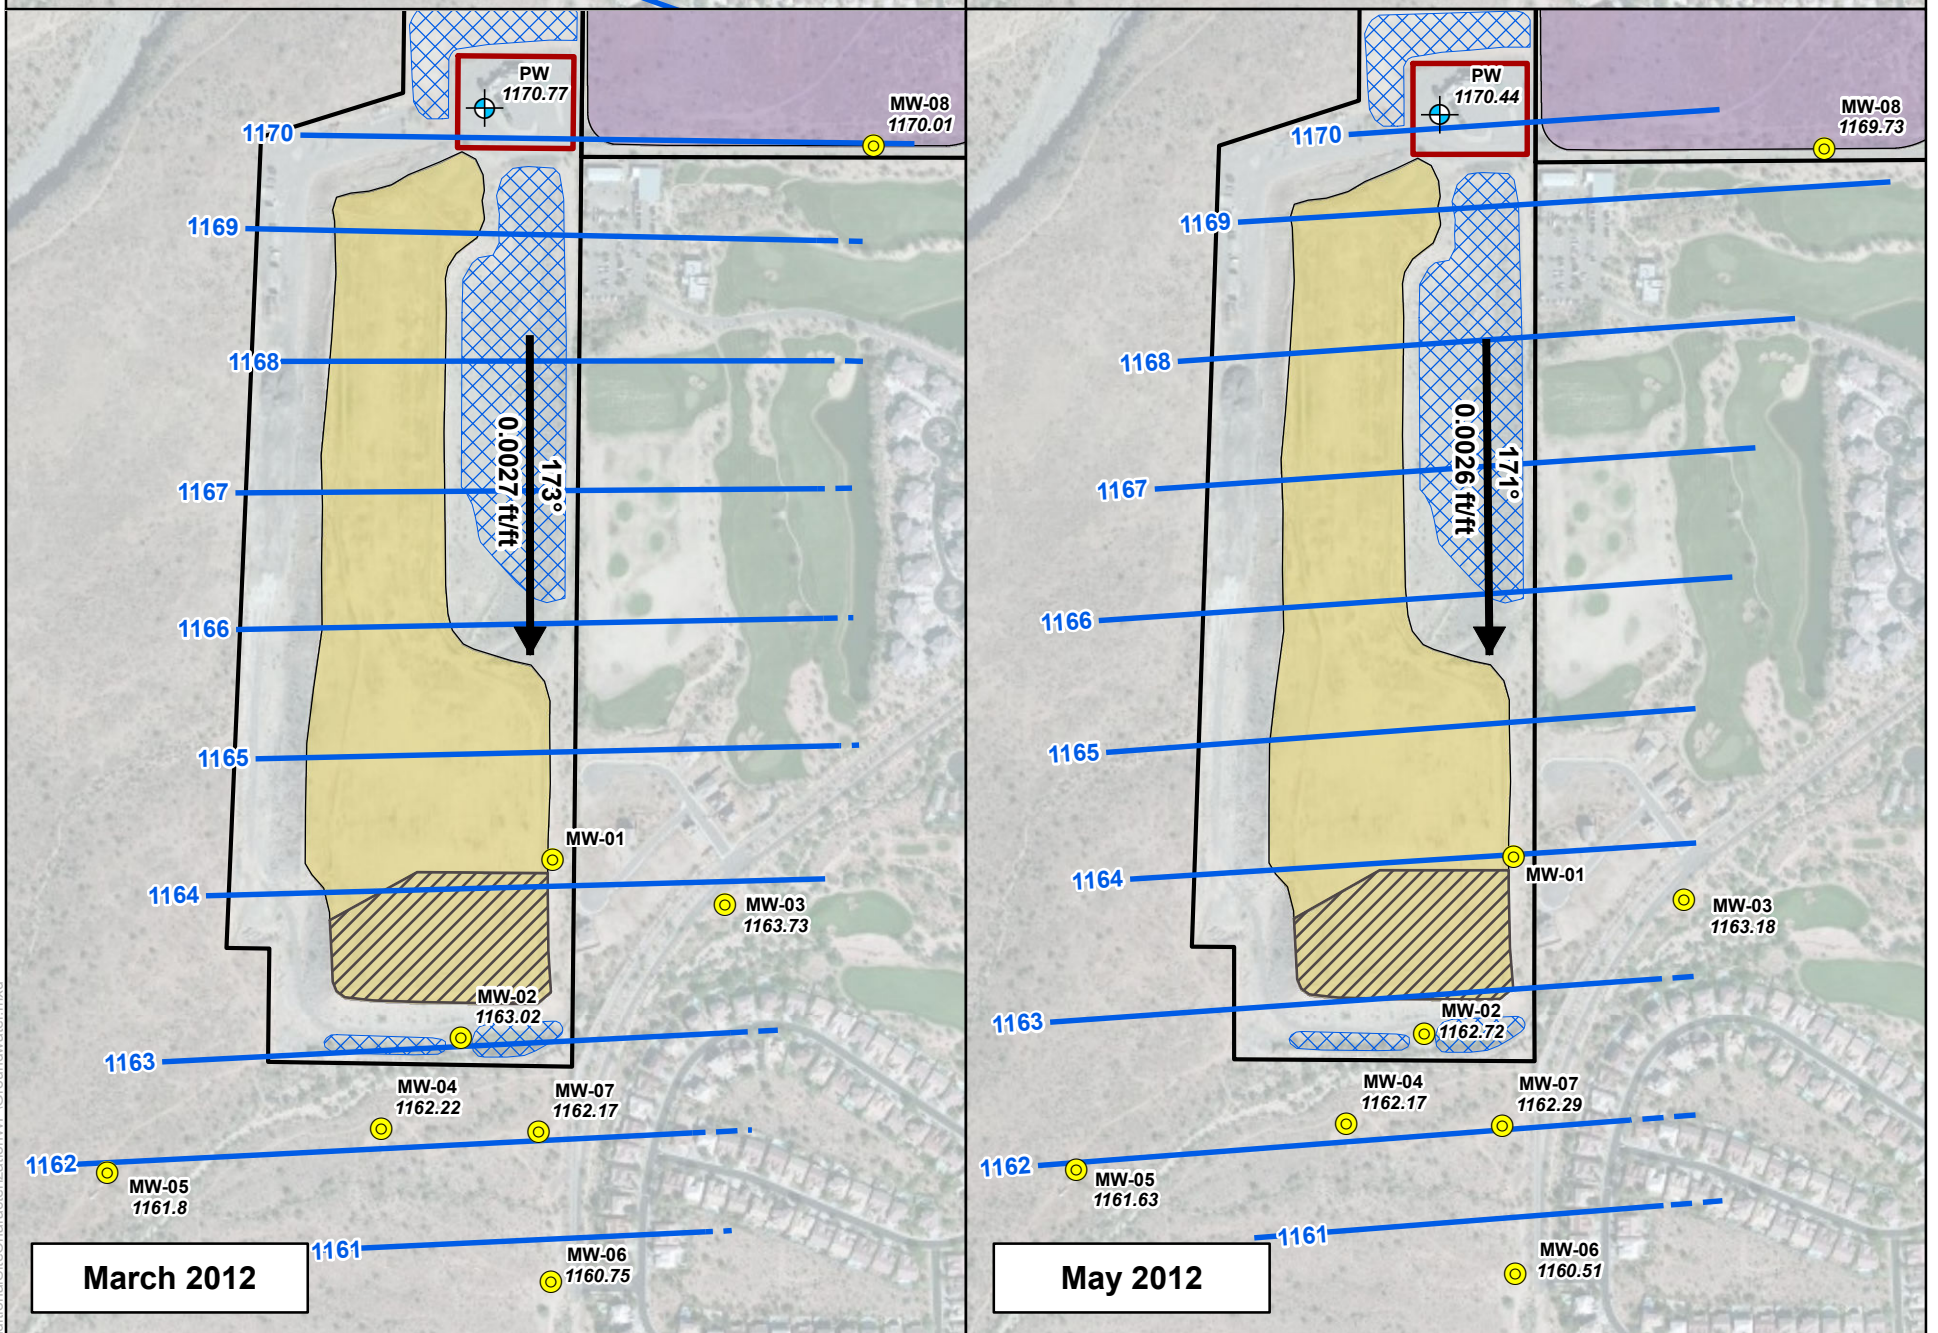 PW
1170.77
MW-08
1170.01
1170
1169
1168
0.0027 ft/ft
173°
1167
1166
1165
MW-01
1164
MW-03
1163.73
MW-02
1163.02
1163
MW-04
1162.22
MW-07
1162.17
1162
MW-05
1161.8
1161
MW-06
1160.75
March 2012
PW
1170.44
MW-08
1169.73
1170
1169
1168
0.0026 ft/ft
171°
1167
1166
1165
1164
MW-01
MW-03
1163.18
MW-02
1162.72
1163
MW-04
1162.17
MW-07
1162.29
1162
MW-05
1161.63
1161
MW-06
1160.51
May 2012